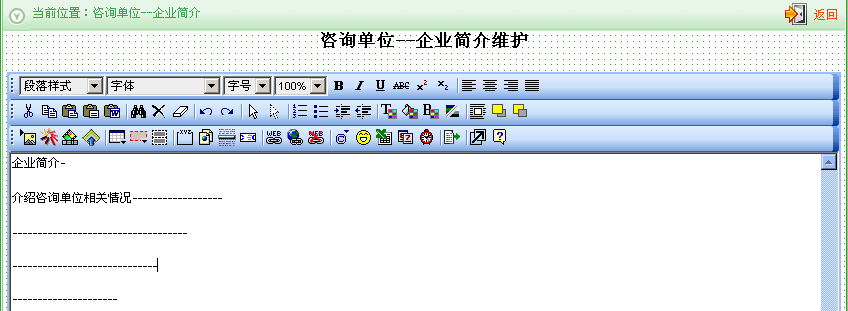 当前位置：咨询单位--企业简介
返回
咨询单位--企业简介维护
段落样式 字体 字号 100% B I U ABC x² x₂
企业简介-
介绍咨询单位相关情况------------------
-----------------------------------
-----------------------------
---------------------